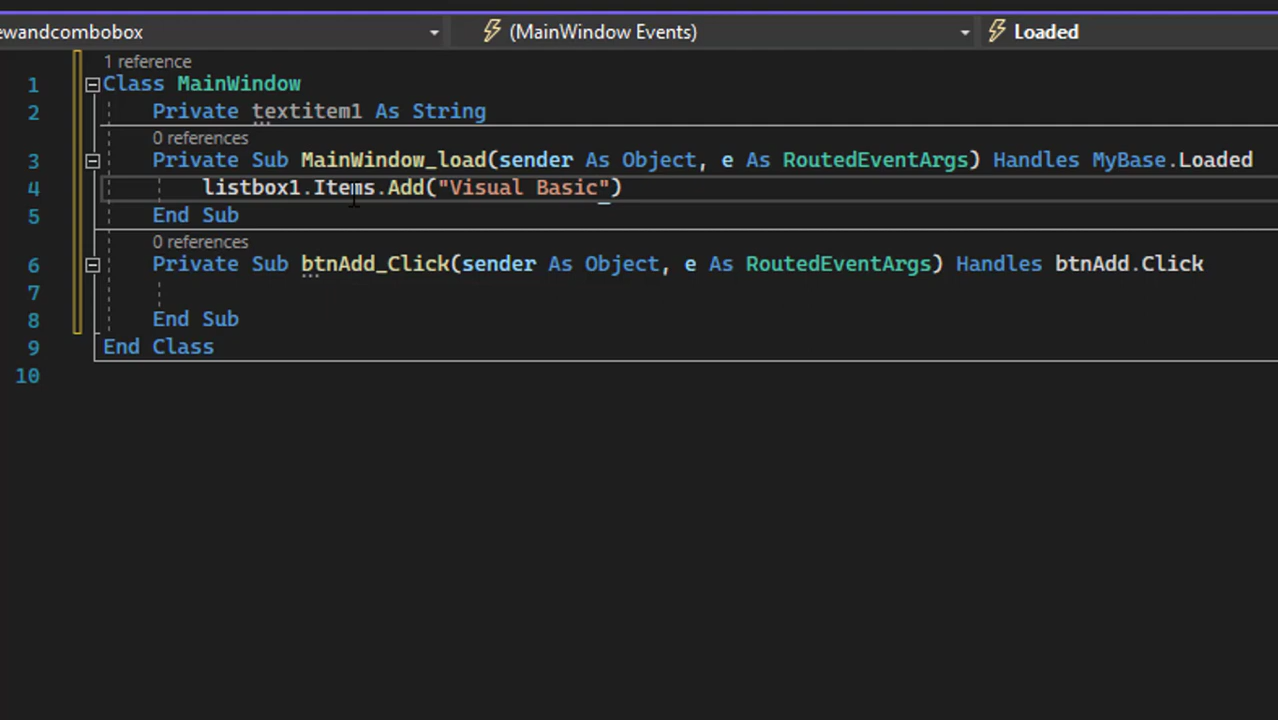 ewandcombobox (MainWindow Events) Loaded
1 reference
1 Class MainWindow
2 Private textitem1 As String
0 references
3 Private Sub MainWindow_load(sender As Object, e As RoutedEventArgs) Handles MyBase.Loaded
4 listbox1.Items.Add("Visual Basic")
5 End Sub
0 references
6 Private Sub btnAdd_Click(sender As Object, e As RoutedEventArgs) Handles btnAdd.Click
7
8 End Sub
9 End Class
10